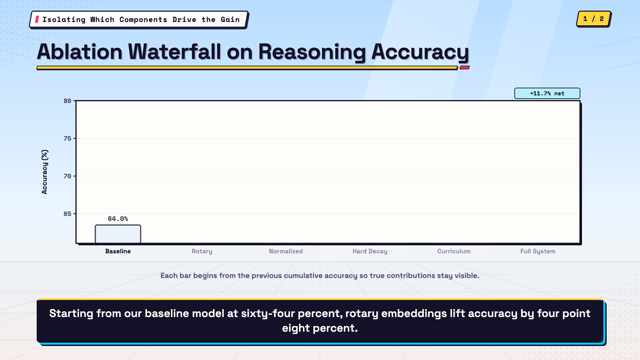 Isolating Which Components Drive the Gain
1 / 2
Ablation Waterfall on Reasoning Accuracy
+11.7% net
80
75
70
65
Accuracy (%)
64.0%
Baseline
Rotary
Normalized
Hard Decay
Curriculum
Full System
Each bar begins from the previous cumulative accuracy so true contributions stay visible.
Starting from our baseline model at sixty-four percent, rotary embeddings lift accuracy by four point
eight percent.